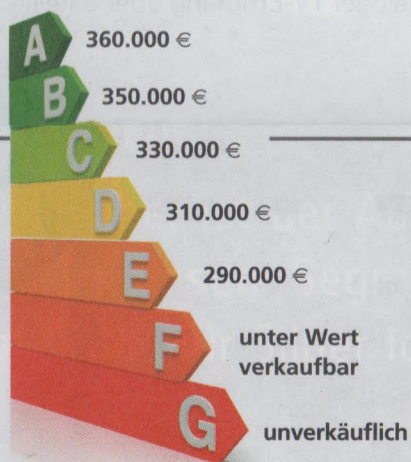 A 360.000 €
B 350.000 €
C 330.000 €
D 310.000 €
E 290.000 €
F unter Wert
verkaufbar
G unverkäuflich